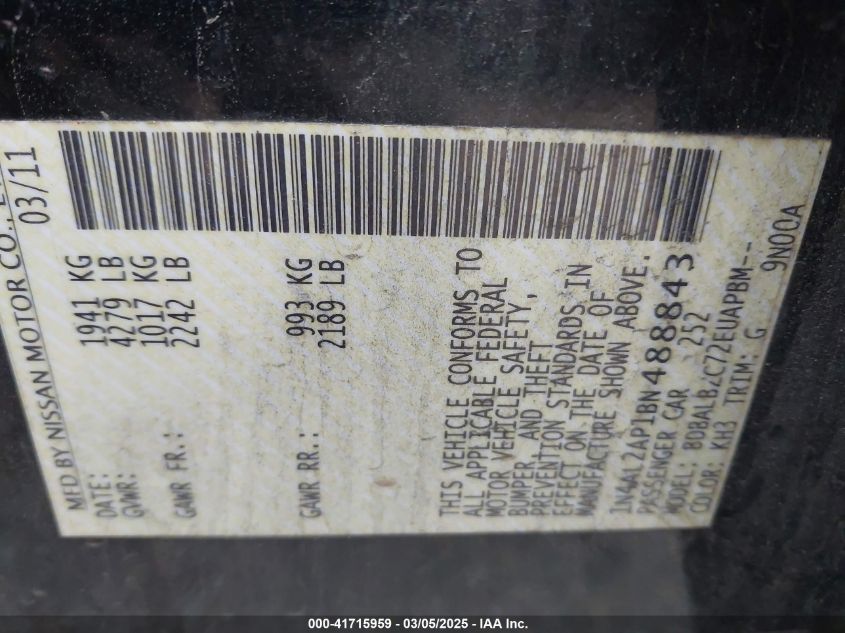 MFD BY NISSAN MOTOR CO.,
DATE: 03/11
GVWR: 1941 KG
4279 LB
GAWR FR.: 1017 KG
2242 LB
GAWR RR.: 993 KG
2189 LB
THIS VEHICLE CONFORMS TO
ALL APPLICABLE FEDERAL
MOTOR VEHICLE SAFETY,
BUMPER, AND THEFT
PREVENTION STANDARDS IN
EFFECT ON THE DATE OF
MANUFACTURE SHOWN ABOVE.
1N4AL2AP1BN488843
PASSENGER CAR 252
MODEL: BDBALBZC72EUAPBM--
COLOR: KH3 TRIM: G 9N00A
000-41715959 - 03/05/2025 - IAA Inc.